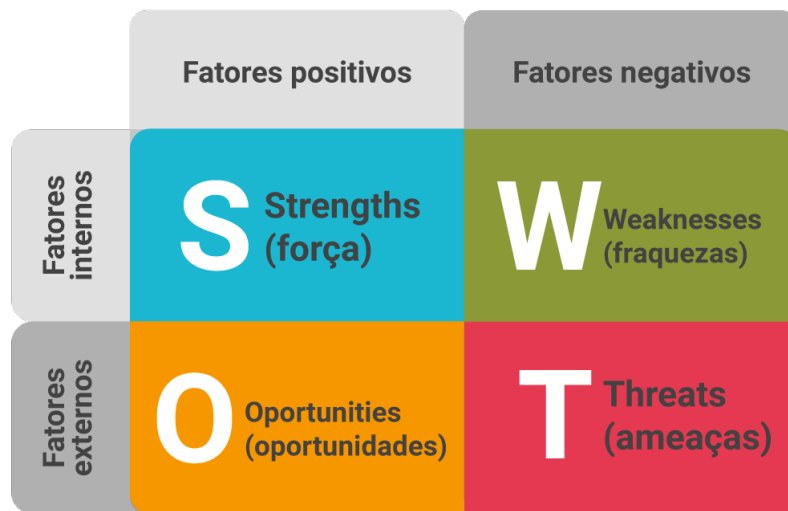 Fatores positivos
Fatores negativos
Fatores
internos
S
Strengths
(força)
W
Weaknesses
(fraquezas)
Fatores
externos
O
Oportunities
(oportunidades)
T
Threats
(ameaças)